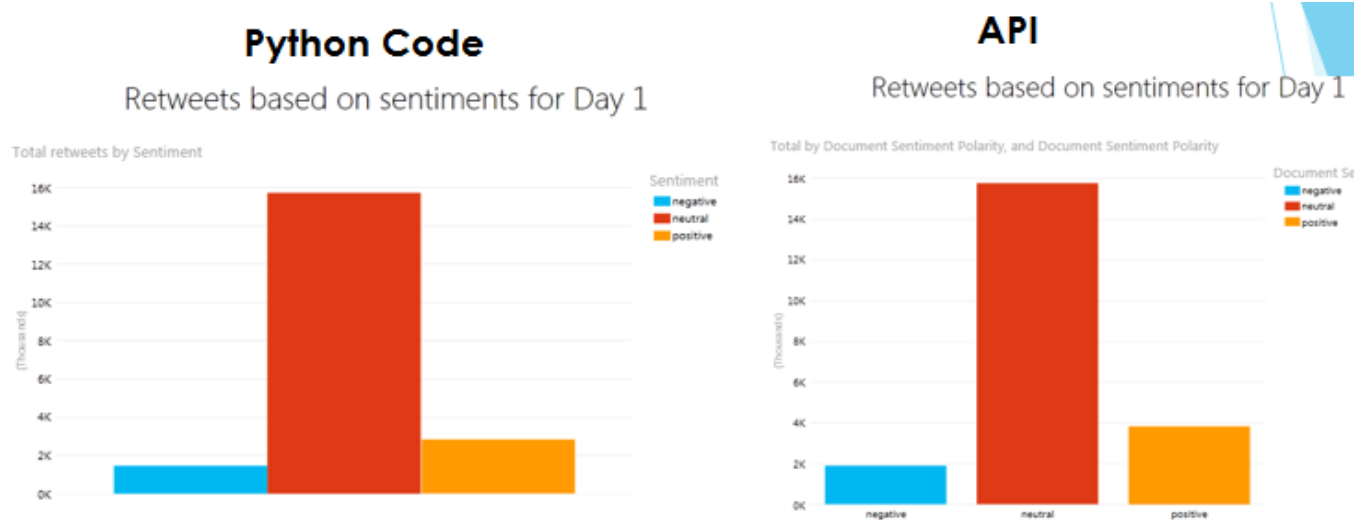 Python Code
Retweets based on sentiments for Day 1
Total retweets by Sentiment
Sentiment
negative
neutral
positive
16K
14K
12K
10K
8K
6K
4K
2K
0K
(Thousands)
API
Retweets based on sentiments for Day 1
Total by Document Sentiment Polarity, and Document Sentiment Polarity
Document Se
negative
neutral
positive
16K
14K
12K
10K
8K
6K
4K
2K
0K
(Thousands)
negative neutral positive